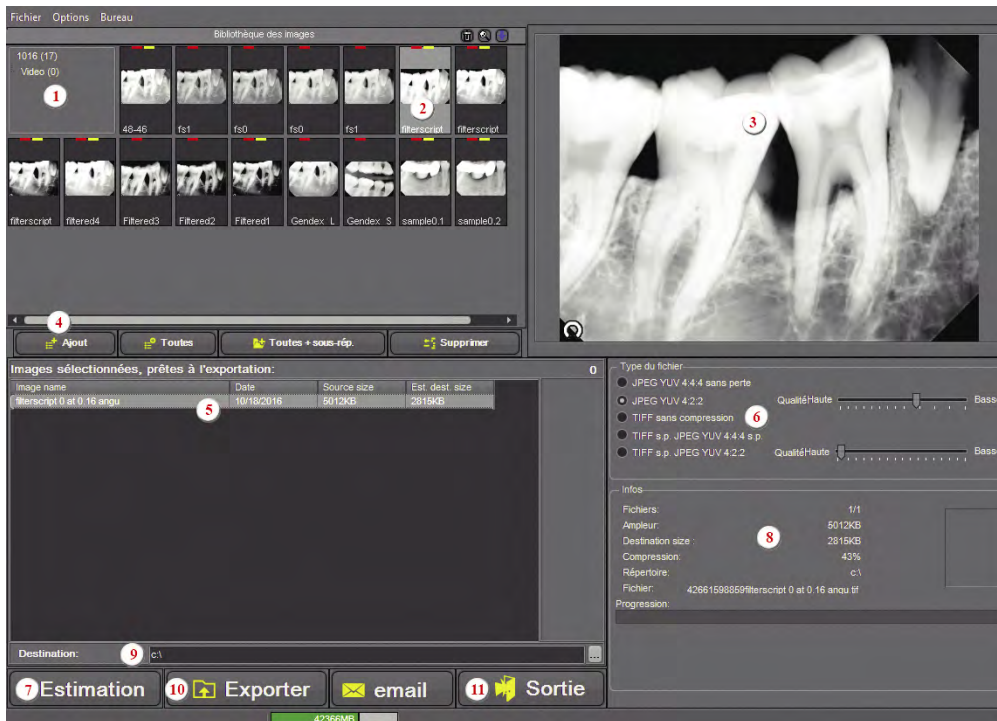 Fichier Options Bureau
Bibliothèque des images
1016 (17)
Video (0)
1
2
3
48-46
fs1
fs0
fs0
fs1
filterscript
filterscript
filterscript
filtered4
Filtered3
Filtered2
Filtered1
Gendex L
Gendex S
sample0.1
sample0.2
4
Ajout
Toutes
Toutes + sous-rép.
Supprimer
Images sélectionnées, prêtes à l'exportation: 0
Image name Date Source size Est. dest. size
filterscript 0 at 0.16 angu 10/18/2016 5012KB 2815KB
5
Type du fichier
JPEG YUV 4:4:4 sans perte
JPEG YUV 4:2:2 Qualité Haute Bass
TIFF sans compression 6
TIFF s.p. JPEG YUV 4:4:4 s.p
TIFF s.p. JPEG YUV 4:2:2 Qualité Haute Bass
Infos
Fichiers: 1/1
Ampleur: 5012KB
Destination size : 2815KB
8
Compression: 43%
Répertoire: c:\
Fichier: 42661598859filterscript 0 at 0.16 angu.tif
Progression:
Destination: 9 c:\ ...
7 Estimation
10 Exporter
email
11 Sortie
42366MB